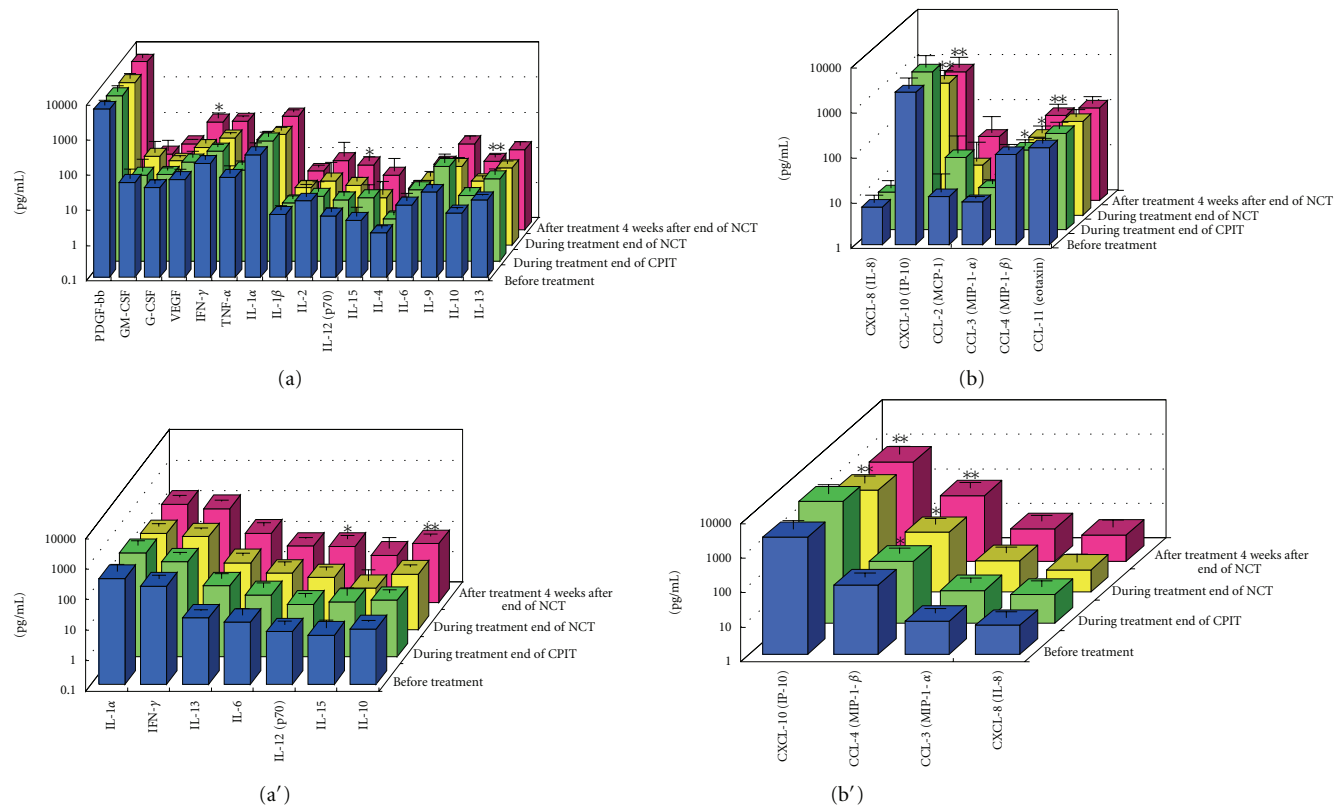 (pg/mL)
10000
1000
100
10
1
0.1
*
*
**
After treatment 4 weeks after end of NCT
During treatment end of NCT
During treatment end of CPIT
Before treatment
PDGF-bb
GM-CSF
G-CSF
VEGF
IFN-γ
TNF-α
IL-1α
IL-1β
IL-2
IL-12 (p70)
IL-15
IL-4
IL-6
IL-9
IL-10
IL-13
(a)
(pg/mL)
10000
1000
100
10
1
**
**
**
*
*
After treatment 4 weeks after end of NCT
During treatment end of NCT
During treatment end of CPIT
Before treatment
CXCL-8 (IL-8)
CXCL-10 (IP-10)
CCL-2 (MCP-1)
CCL-3 (MIP-1-α)
CCL-4 (MIP-1-β)
CCL-11 (eotaxin)
(b)
(pg/mL)
10000
1000
100
10
1
0.1
*
**
After treatment 4 weeks after
end of NCT
During treatment end of NCT
During treatment end of CPIT
Before treatment
IL-1α
IFN-γ
IL-13
IL-6
IL-12 (p70)
IL-15
IL-10
(a′)
(pg/mL)
10000
1000
100
10
1
**
**
**
*
*
After treatment 4 weeks after
end of NCT
During treatment end of NCT
During treatment end of CPIT
Before treatment
CXCL-10 (IP-10)
CCL-4 (MIP-1-β)
CCL-3 (MIP-1-α)
CXCL-8 (IL-8)
(b′)